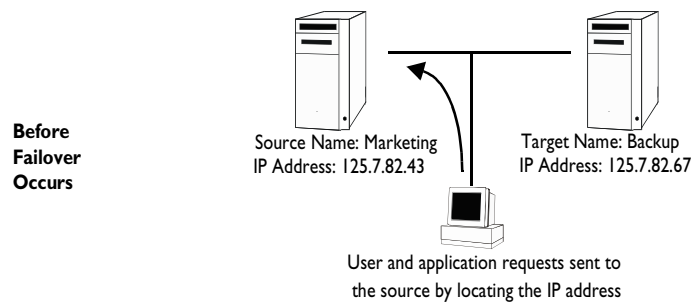 Before
Failover
Occurs
Source Name: Marketing
IP Address: 125.7.82.43
Target Name: Backup
IP Address: 125.7.82.67
User and application requests sent to
the source by locating the IP address